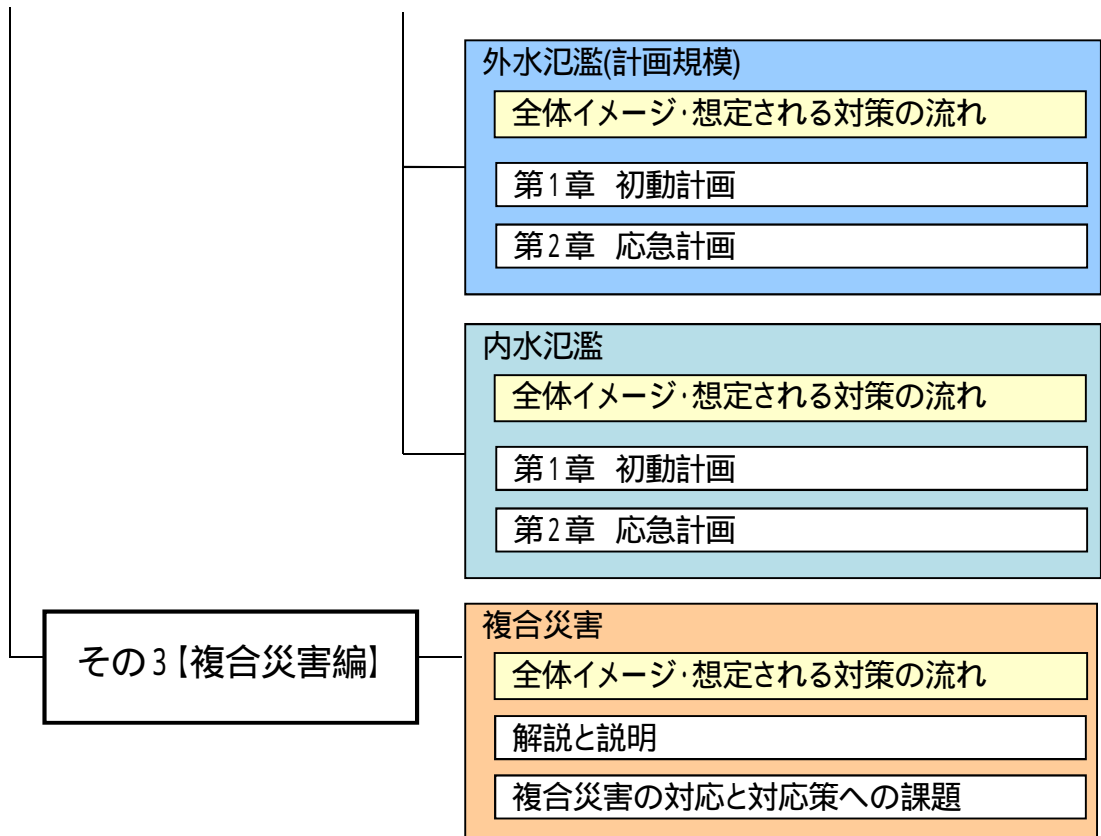 外水氾濫(計画規模)
全体イメージ・想定される対策の流れ
第1章 初動計画
第2章 応急計画
内水氾濫
全体イメージ・想定される対策の流れ
第1章 初動計画
第2章 応急計画
その3【複合災害編】
複合災害
全体イメージ・想定される対策の流れ
解説と説明
複合災害の対応と対応策への課題